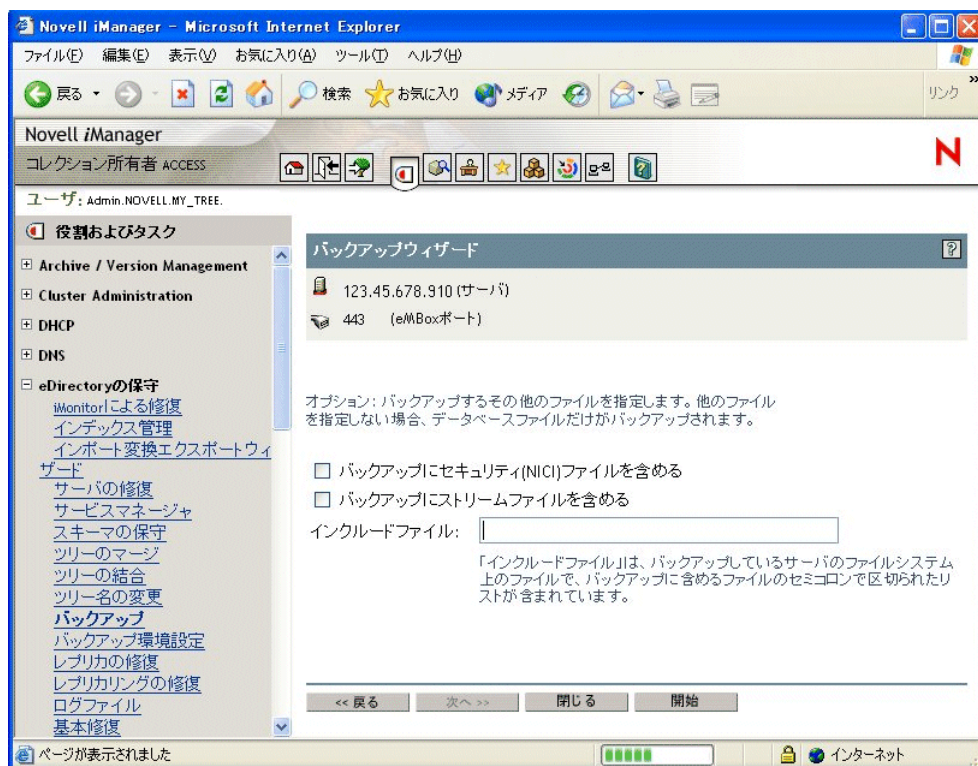 Novell iManager - Microsoft Internet Explorer
ファイル(F) 編集(E) 表示(V) お気に入り(A) ツール(T) ヘルプ(H)
戻る 検索 お気に入り メディア リンク
Novell iManager
コレクション所有者 ACCESS
N
ユーザ: Admin.NOVELL.MY_TREE.
役割およびタスク
Archive / Version Management
Cluster Administration
DHCP
DNS
eDirectoryの保守
iMonitorによる修復
インデックス管理
インポート変換エクスポートウィ
ザード
サーバの修復
サービスマネージャ
スキーマの保守
ツリーのマージ
ツリーの結合
ツリー名の変更
バックアップ
バックアップ環境設定
レプリカの修復
レプリカリングの修復
ログファイル
基本修復
バックアップウィザード
?
123.45.678.910 (サーバ)
443 (eMBoxポート)
オプション: バックアップするその他のファイルを指定します。他のファイル
を指定しない場合、データベースファイルだけがバックアップされます。
バックアップにセキュリティ(NICI)ファイルを含める
バックアップにストリームファイルを含める
インクルードファイル:
「インクルードファイル」は、バックアップしているサーバのファイルシステム
上のファイルで、バックアップに含めるファイルのセミコロンで区切られたリ
ストが含まれています。
<< 戻る 次へ >> 閉じる 開始
ページが表示されました インターネット